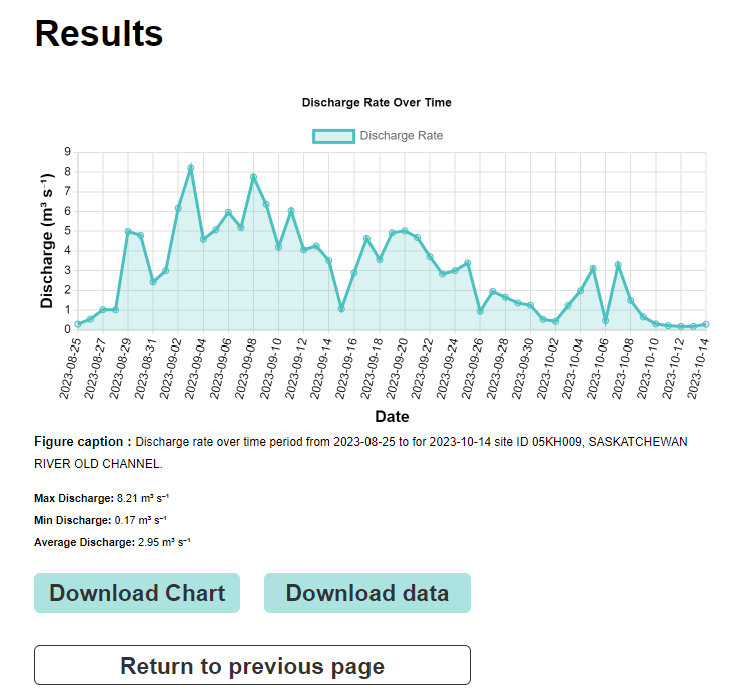 Results
Discharge Rate Over Time
Discharge Rate
Discharge (m³ s⁻¹)
9
8
7
6
5
4
3
2
1
0
2023-08-25
2023-08-27
2023-08-29
2023-08-31
2023-09-02
2023-09-04
2023-09-06
2023-09-08
2023-09-10
2023-09-12
2023-09-14
2023-09-16
2023-09-18
2023-09-20
2023-09-22
2023-09-24
2023-09-26
2023-09-28
2023-09-30
2023-10-02
2023-10-04
2023-10-06
2023-10-08
2023-10-10
2023-10-12
2023-10-14
Date
Figure caption : Discharge rate over time period from 2023-08-25 to for 2023-10-14 site ID 05KH009, SASKATCHEWAN
RIVER OLD CHANNEL.
Max Discharge: 8.21 m³ s⁻¹
Min Discharge: 0.17 m³ s⁻¹
Average Discharge: 2.95 m³ s⁻¹
Download Chart
Download data
Return to previous page